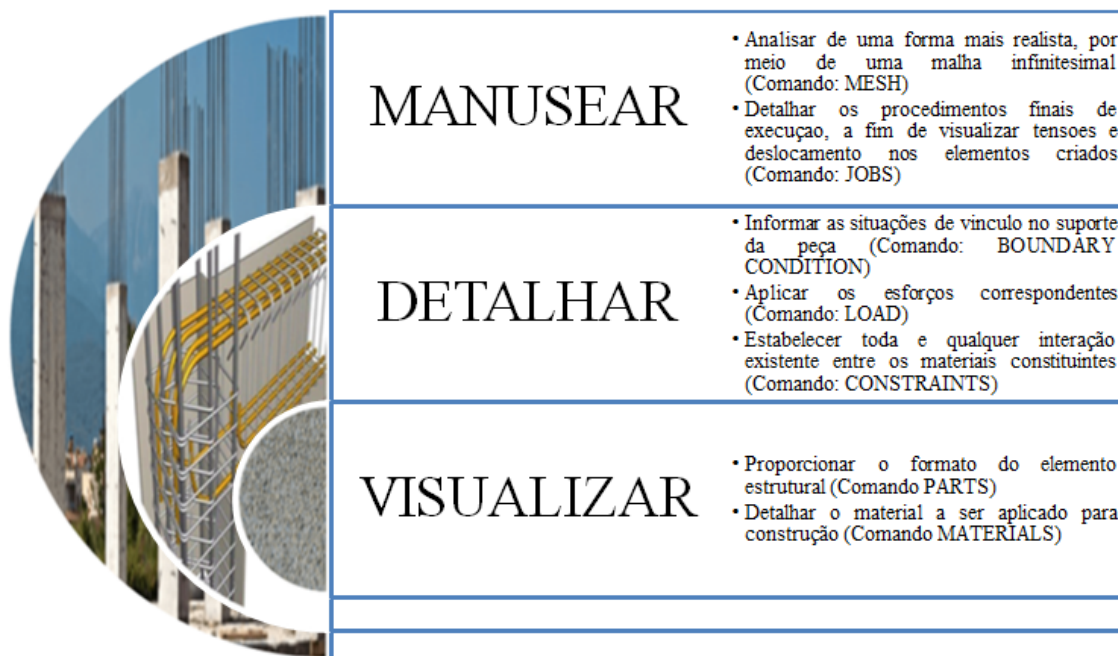 MANUSEAR
• Analisar de uma forma mais realista, por
meio de uma malha infinitesimal
(Comando: MESH)
• Detalhar os procedimentos finais de
execuçao, a fim de visualizar tensoes e
deslocamento nos elementos criados
(Comando: JOBS)
DETALHAR
• Informar as situações de vinculo no suporte
da peça (Comando: BOUNDARY
CONDITION)
• Aplicar os esforços correspondentes
(Comando: LOAD)
• Estabelecer toda e qualquer interação
existente entre os materiais constituintes
(Comando: CONSTRAINTS)
VISUALIZAR
• Proporcionar o formato do elemento
estrutural (Comando PARTS)
• Detalhar o material a ser aplicado para
construção (Comando MATERIALS)